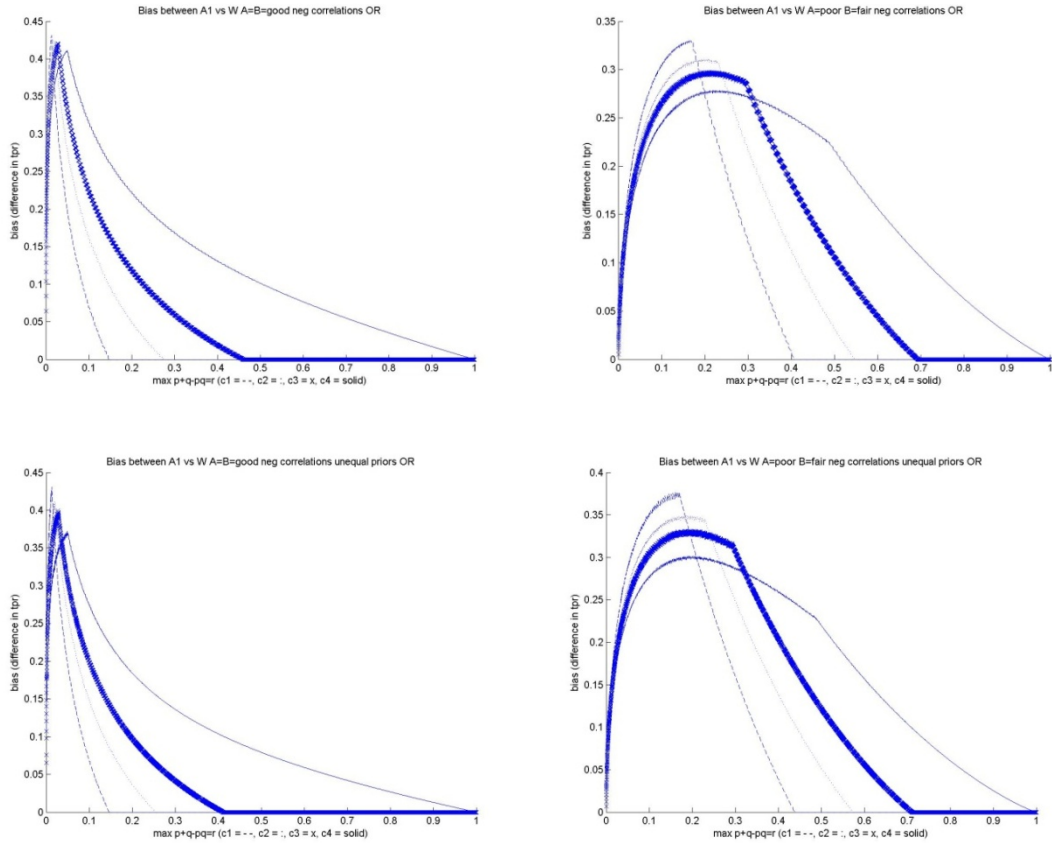 Bias between A1 vs W A=B=good neg correlations OR
bias (difference in tpr)
0.45
0.4
0.35
0.3
0.25
0.2
0.15
0.1
0.05
0
0 0.1 0.2 0.3 0.4 0.5 0.6 0.7 0.8 0.9 1
max p+q-pq=r (c1 = - -, c2 = :, c3 = x, c4 = solid)
Bias between A1 vs W A=poor B=fair neg correlations OR
bias (difference in tpr)
0.35
0.3
0.25
0.2
0.15
0.1
0.05
0
0 0.1 0.2 0.3 0.4 0.5 0.6 0.7 0.8 0.9 1
max p+q-pq=r (c1 = - -, c2 = :, c3 = x, c4 = solid)
Bias between A1 vs W A=B=good neg correlations unequal priors OR
bias (difference in tpr)
0.45
0.4
0.35
0.3
0.25
0.2
0.15
0.1
0.05
0
0 0.1 0.2 0.3 0.4 0.5 0.6 0.7 0.8 0.9 1
max p+q-pq=r (c1 = - -, c2 = :, c3 = x, c4 = solid)
Bias between A1 vs W A=poor B=fair neg correlations unequal priors OR
bias (difference in tpr)
0.4
0.35
0.3
0.25
0.2
0.15
0.1
0.05
0
0 0.1 0.2 0.3 0.4 0.5 0.6 0.7 0.8 0.9 1
max p+q-pq=r (c1 = - -, c2 = :, c3 = x, c4 = solid)